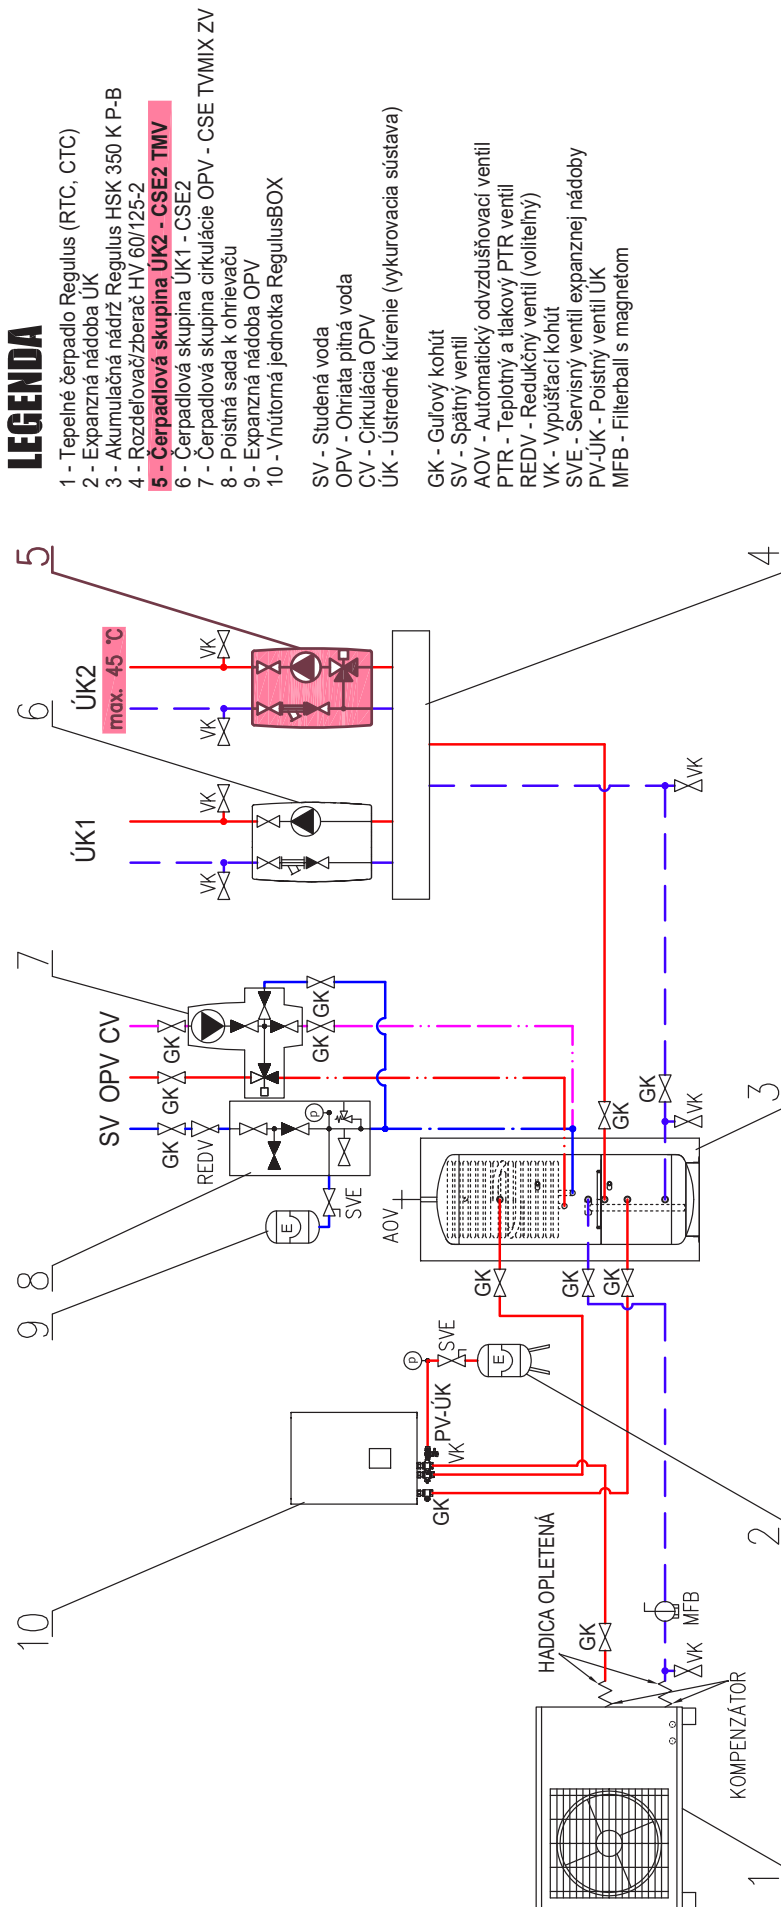 LEGENDA
1 - Tepelné čerpadlo Regulus (RTC, CTC)
2 - Expanzná nádoba ÚK
3 - Akumulačná nádrž Regulus HSK 350 K P-B
4 - Rozdeľovač/zberač HV 60/125-2
5 - Čerpadlová skupina ÚK2 - CSE2 TMV
6 - Čerpadlová skupina ÚK1 - CSE2
7 - Čerpadlová skupina cirkulácie OPV - CSE TVMIX ZV
8 - Poistná sada k ohrievaču
9 - Expanzná nádoba OPV
10 - Vnútorná jednotka RegulusBOX
SV - Studená voda
OPV - Ohriata pitná voda
CV - Cirkulácia OPV
ÚK - Ústredné kúrenie (vykurovacia sústava)
GK - Guľový kohút
SV - Spätný ventil
AOV - Automatický odvzdušňovací ventil
PTR - Teplotný a tlakový PTR ventil
REDV - Redukčný ventil (voliteľný)
VK - Vypúšťací kohút
SVE - Servisný ventil expanznej nádoby
PV-ÚK - Poistný ventil ÚK
MFB - Filterball s magnetom
10
9
8
7
6
5
SV
OPV
CV
ÚK1
ÚK2
max. 45 °C
GK
GK
GK
REDV
VK
VK
VK
VK
P
GK
GK
E
SVE
AOV
P
SVE
E
PV-ÚK
VK
GK
GK
GK
GK
GK
GK
VK
VK
HADICA OPLETENÁ
GK
MFB
VK
KOMPENZÁTOR
1
2
3
4